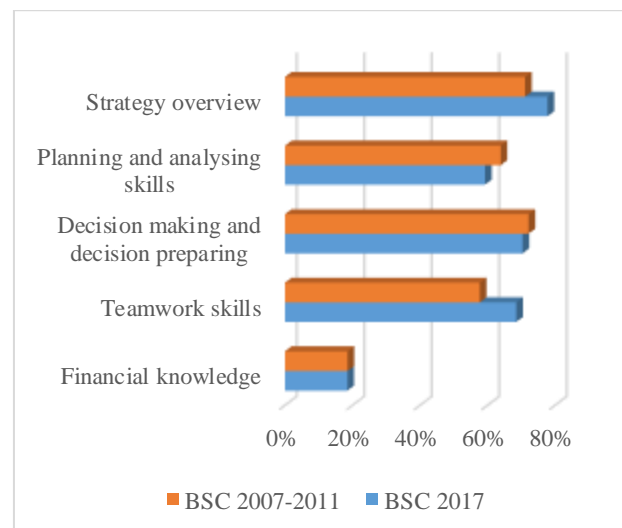 Strategy overview
Planning and analysing
skills
Decision making and
decision preparing
Teamwork skills
Financial knowledge
0% 20% 40% 60% 80%
BSC 2007-2011 BSC 2017